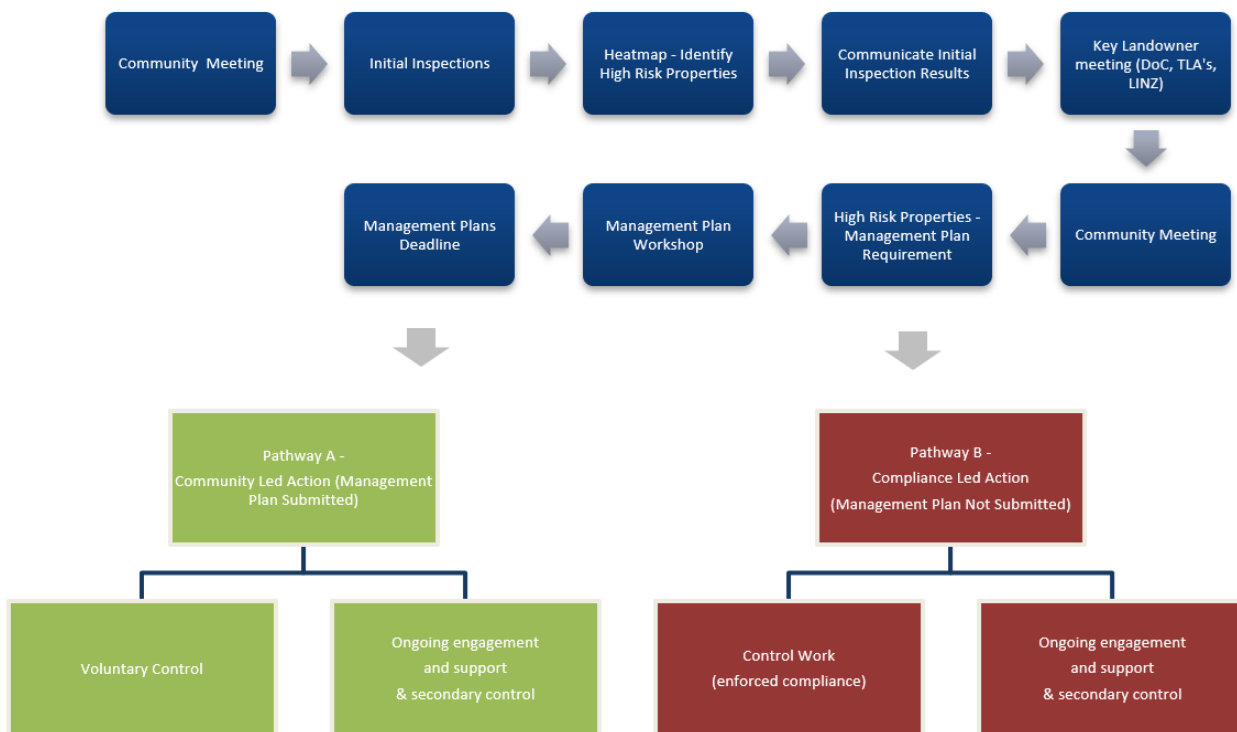 Community Meeting
Initial Inspections
Heatmap - Identify
High Risk Properties
Communicate Initial
Inspection Results
Key Landowner
meeting (DoC, TLA's,
LINZ)
Management Plans
Deadline
Management Plan
Workshop
High Risk Properties -
Management Plan
Requirement
Community Meeting
Pathway A -
Community Led Action (Management
Plan Submitted)
Pathway B -
Compliance Led Action
(Management Plan Not Submitted)
Voluntary Control
Ongoing engagement
and support
& secondary control
Control Work
(enforced compliance)
Ongoing engagement
and support
& secondary control